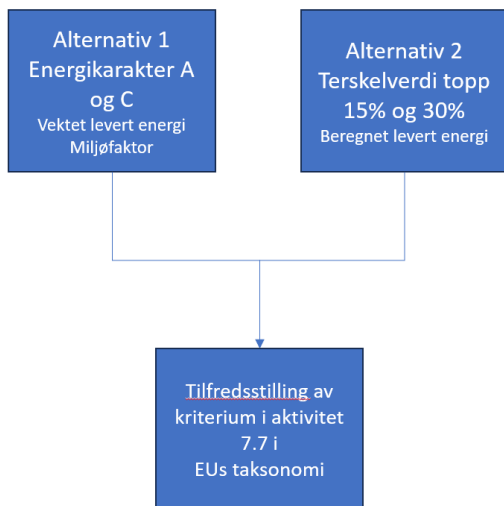 Alternativ 1
Energikarakter A
og C
Vektet levert energi
Miljøfaktor
Alternativ 2
Terskelverdi topp
15% og 30%
Beregnet levert energi
Tilfredsstilling av
kriterium i aktivitet
7.7 i
EUs taksonomi